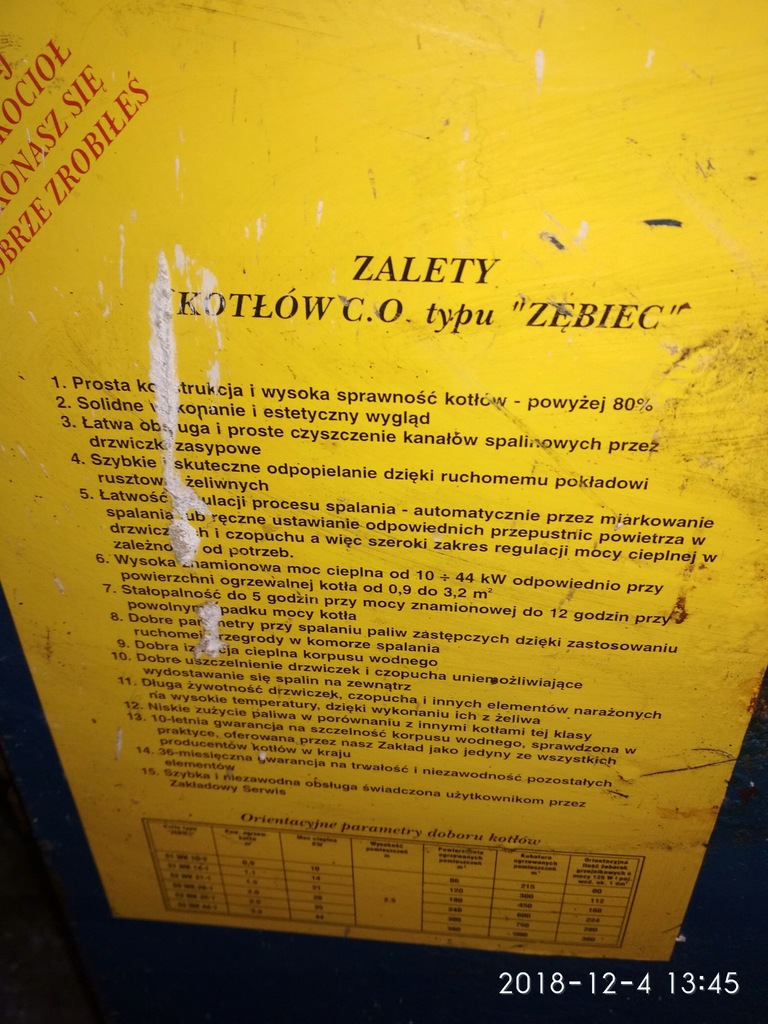 KOCIOŁ
SIĘ
ZROBIŁEŚ
ZALETY
KOTŁÓW C.O. typu "ZĘBIEC"
1. Prosta konstrukcja i wysoka sprawność kotłów - powyżej 80%
2. Solidne wykonanie i estetyczny wygląd
3. Łatwa obsługa i proste czyszczenie kanałów spalinowych przez
drzwiczki zasypowe
4. Szybkie i skuteczne odpopielanie dzięki ruchomemu pokładowi
rusztów żeliwnych
5. Łatwość regulacji procesu spalania - automatycznie przez miarkowanie
spalania lub ręczne ustawianie odpowiednich przepustnic powietrza w
drzwiczkach i czopuchu a więc szeroki zakres regulacji mocy cieplnej w
zależności od potrzeb.
6. Wysoka znamionowa moc cieplna od 10 ÷ 44 kW odpowiednio przy
powierzchni ogrzewalnej kotła od 0,9 do 3,2 m²
7. Stałopalność do 5 godzin przy mocy znamionowej do 12 godzin przy
powolnym spadku mocy kotła
8. Dobre parametry przy spalaniu paliw zastępczych dzięki zastosowaniu
ruchomej przegrody w komorze spalania
9. Dobra izolacja cieplna korpusu wodnego
10. Dobre uszczelnienie drzwiczek i czopucha uniemożliwiające
wydostawanie się spalin na zewnątrz
11. Długa żywotność drzwiczek, czopucha i innych elementów narażonych
na wysokie temperatury, dzięki wykonaniu ich z żeliwa
12. Niskie zużycie paliwa w porównaniu z innymi kotłami tej klasy
13. 10-letnia gwarancja na szczelność korpusu wodnego, sprawdzona w
praktyce, oferowana przez nasz Zakład jako jedyny ze wszystkich
producentów kotłów w kraju
14. 36-miesięczna gwarancja na trwałość i niezawodność pozostałych
elementów
15. Szybka i niezawodna obsługa świadczona użytkownikom przez
Zakładowy Serwis
Orientacyjne parametry doboru kotłów
2018-12-4 13:45